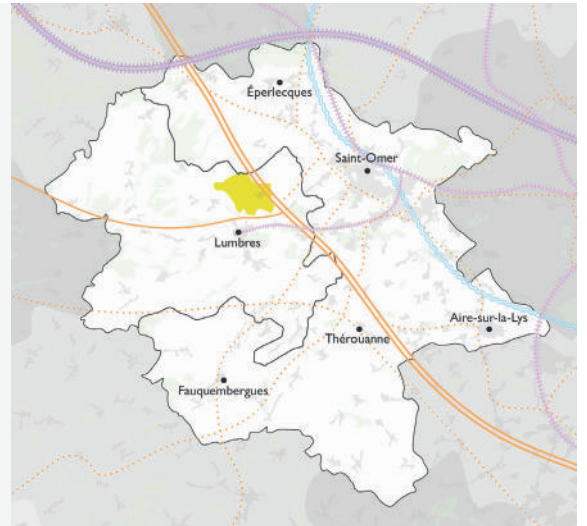 Éperlecques
Saint-Omer
Lumbres
Thérouanne
Aire-sur-la-Lys
Fauquembergues